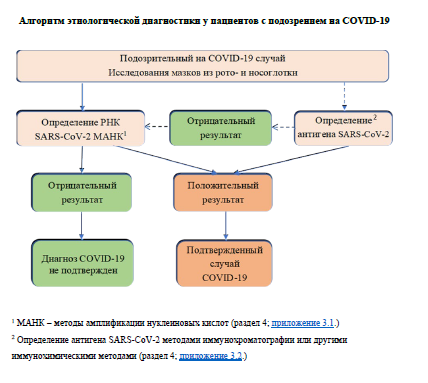 Алгоритм этнологической диагностики у пациентов с подозрением на COVID-19
Подозрительный на COVID-19 случай
Исследования мазков из рото- и носоглотки
Определение РНК
SARS-CoV-2 МАНК1
Отрицательный
результат
Определение2
антигена SARS-CoV-2
Отрицательный
результат
Положительный
результат
Диагноз COVID-19
не подтвержден
Подтвержденный
случай
COVID-19
1 МАНК – методы амплификации нуклеиновых кислот (раздел 4; приложение 3.1.)
2 Определение антигена SARS-CoV-2 методами иммунохроматографии или другими
иммунохимическими методами (раздел 4; приложение 3.2.)